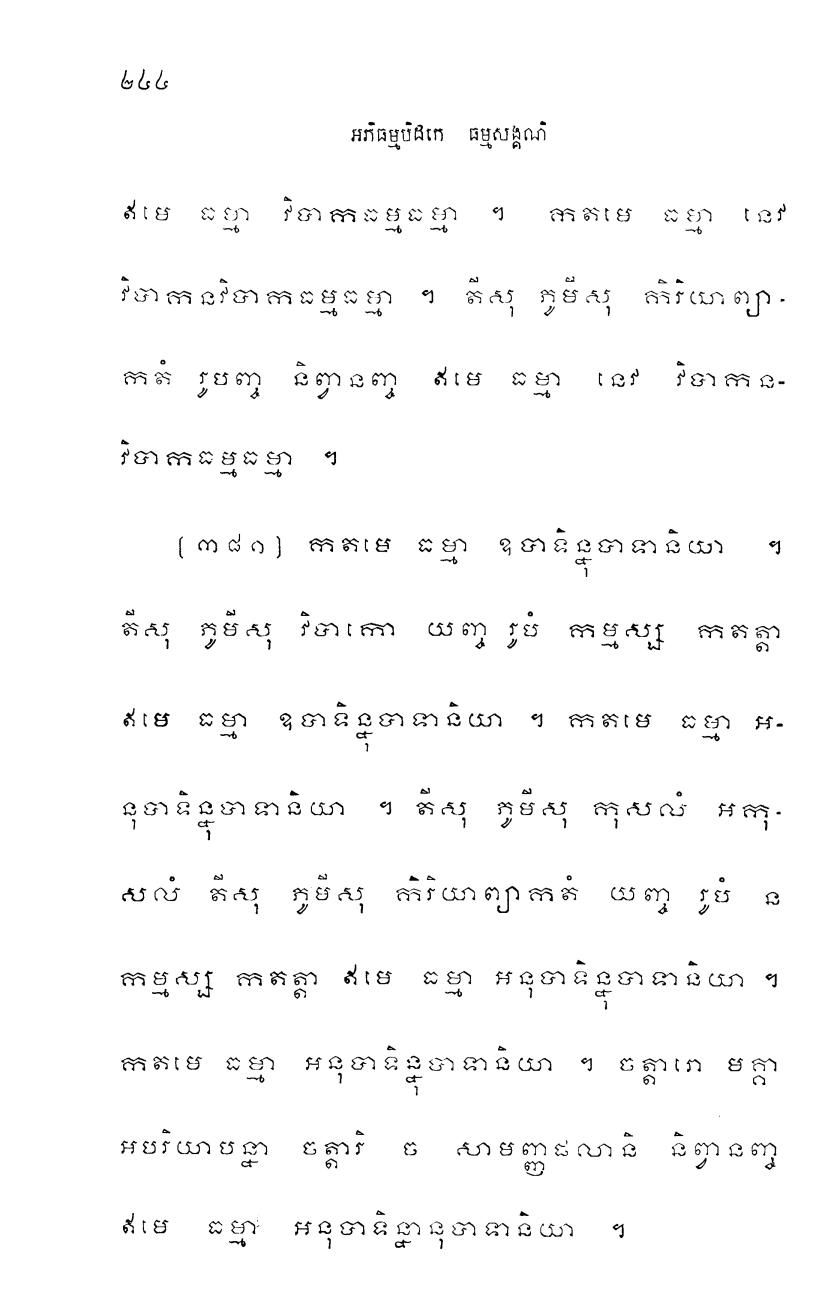 ២៤៤
អភិធម្មបិដកេ ធម្មសង្គណិ
ឥមេ ធម្មា វិបាកធម្មធម្មា ។ កតមេ ធម្មា នេវ
វិបាកនវិបាកធម្មធម្មា ។ តីសុ ភូមីសុ កិរិយាព្យា-
កតំ រូបញ្ច និព្វានញ្ច ឥមេ ធម្មា នេវ វិបាកន-
វិបាកធម្មធម្មា ។
(៣៨១) កតមេ ធម្មា ឧបាទិន្នុបាទានិយា ។
តីសុ ភូមីសុ វិបាកោ យញ្ច រូបំ កម្មស្ស កតត្តា
ឥមេ ធម្មា ឧបាទិន្នុបាទានិយា ។ កតមេ ធម្មា អ-
នុបាទិន្នុបាទានិយា ។ តីសុ ភូមីសុ កុសលំ អកុ-
សលំ តីសុ ភូមីសុ កិរិយាព្យាកតំ យញ្ច រូបំ ន
កម្មស្ស កតត្តា ឥមេ ធម្មា អនុបាទិន្នុបាទានិយា ។
កតមេ ធម្មា អនុបាទិន្នុបាទានិយា ។ ចត្តារោ មគ្គា
អបរិយាបន្នា ចត្តារិ ច សាមញ្ញផលានិ និព្វានញ្ច
ឥមេ ធម្មា អនុបាទិន្នានុបាទានិយា ។